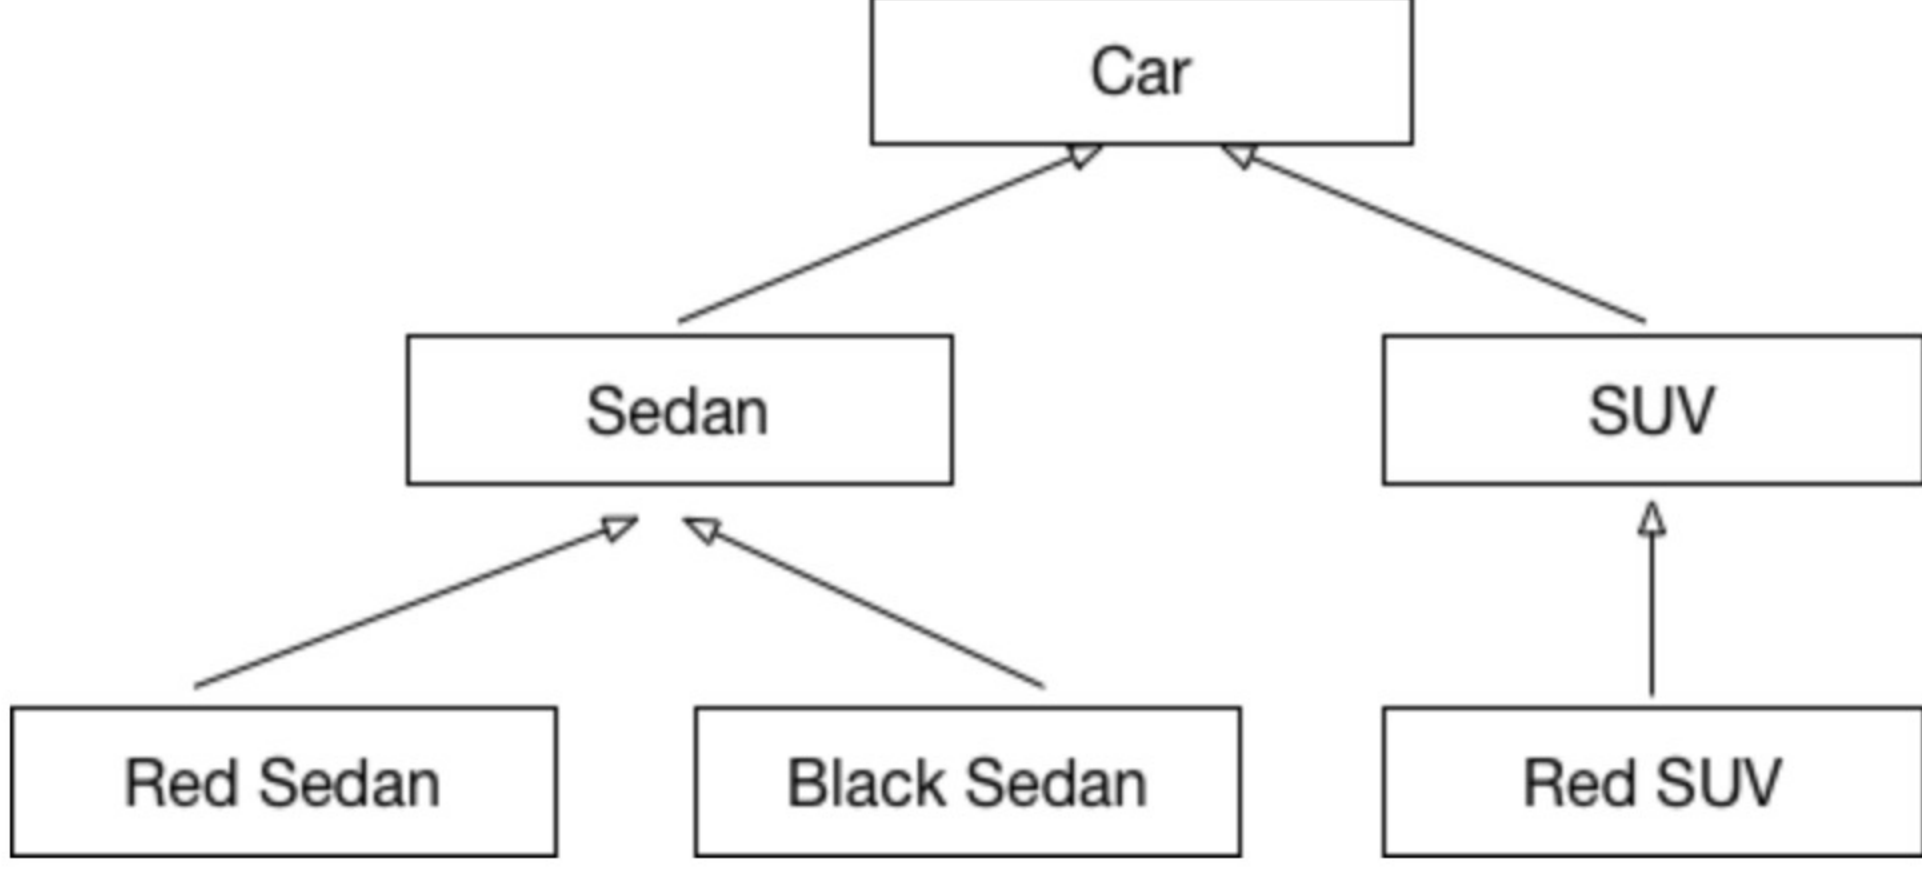 Car
Sedan
SUV
Red Sedan
Black Sedan
Red SUV